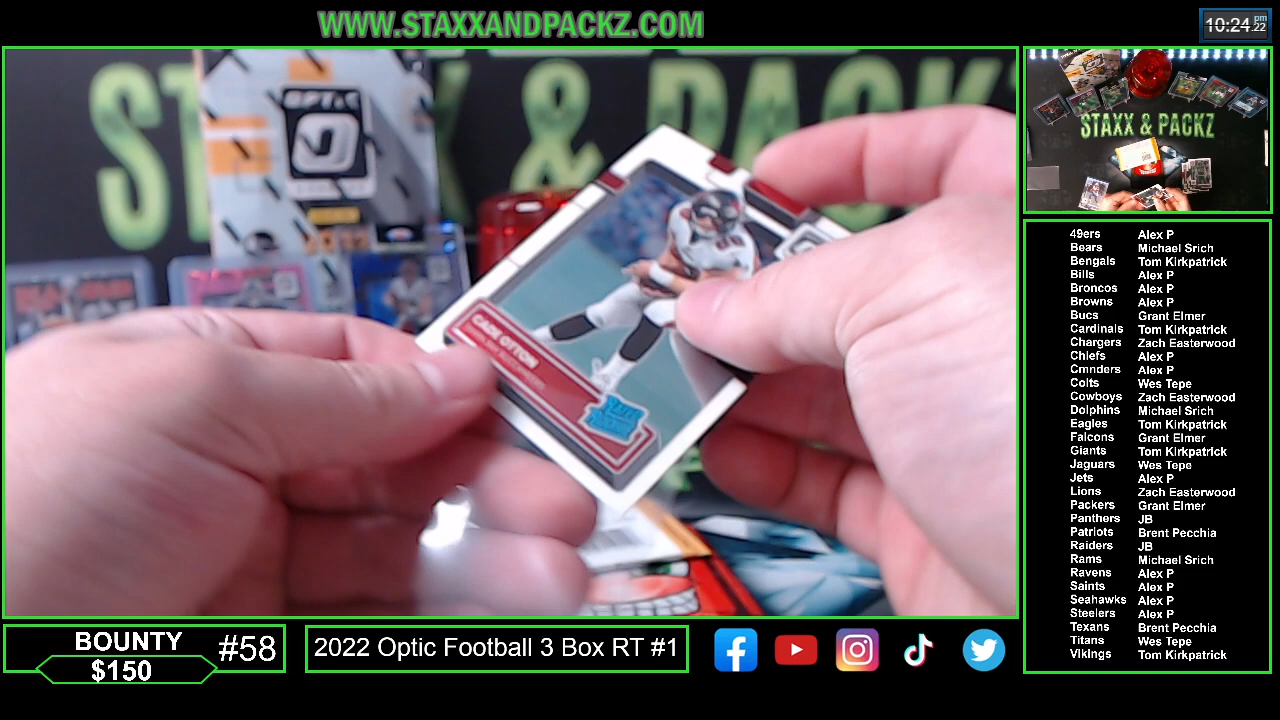 WWW.STAXXANDPACKZ.COM
10:24 pm
22
STAXX & PACKZ
OPTIC
CADE OTTON
RATED ROOKIE
STAXX & PACKZ
49ers Alex P
Bears Michael Srich
Bengals Tom Kirkpatrick
Bills Alex P
Broncos Alex P
Browns Alex P
Bucs Grant Elmer
Cardinals Tom Kirkpatrick
Chargers Zach Easterwood
Chiefs Alex P
Cmnders Alex P
Colts Wes Tepe
Cowboys Zach Easterwood
Dolphins Michael Srich
Eagles Tom Kirkpatrick
Falcons Grant Elmer
Giants Tom Kirkpatrick
Jaguars Wes Tepe
Jets Alex P
Lions Zach Easterwood
Packers Grant Elmer
Panthers JB
Patriots Brent Pecchia
Raiders JB
Rams Michael Srich
Ravens Alex P
Saints Alex P
Seahawks Alex P
Steelers Alex P
Texans Brent Pecchia
Titans Wes Tepe
Vikings Tom Kirkpatrick
BOUNTY
$150
#58
2022 Optic Football 3 Box RT #1